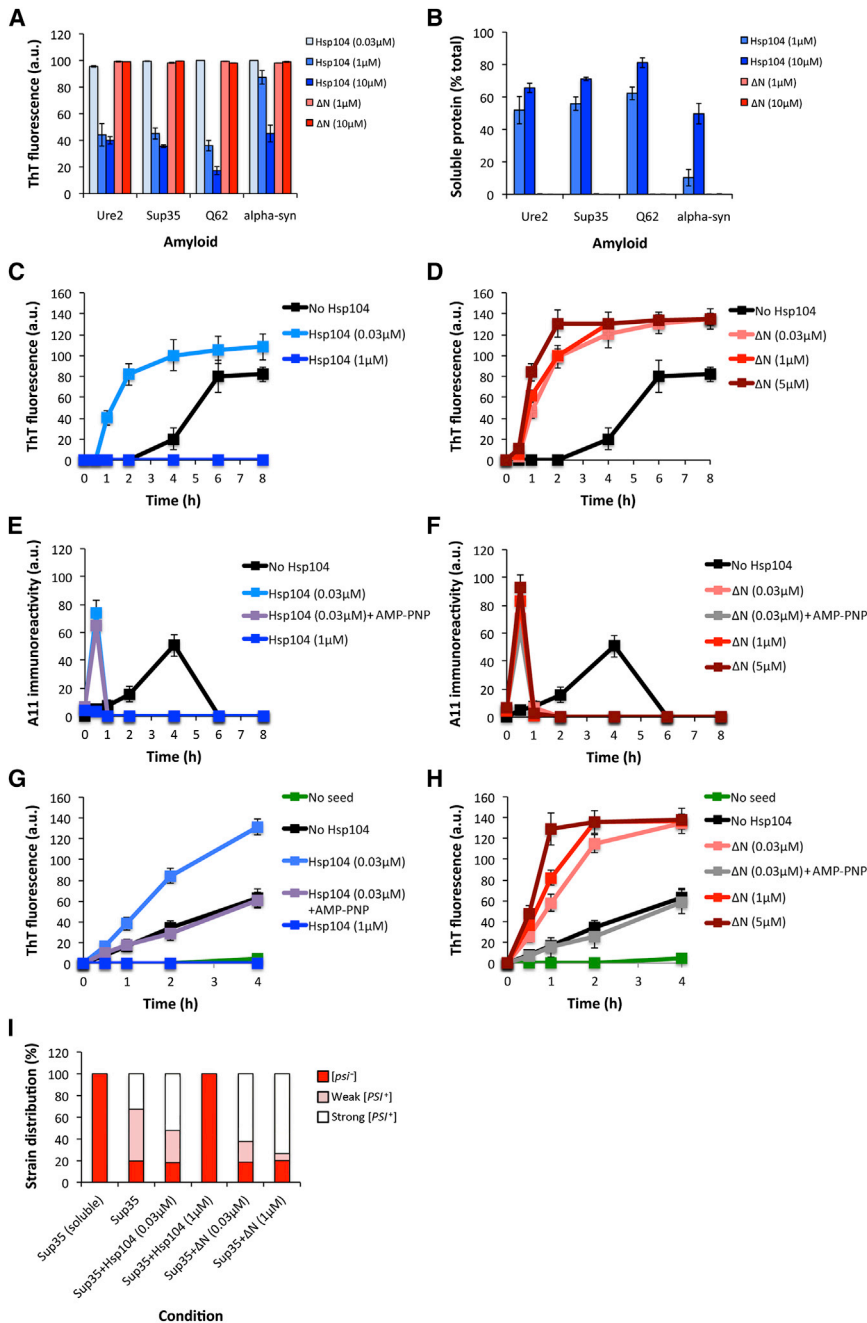 A
ThT fluorescence (a.u.)
120
100
80
60
40
20
0
Ure2 Sup35 Q62 alpha-syn
Amyloid
Hsp104 (0.03µM)
Hsp104 (1µM)
Hsp104 (10µM)
ΔN (1µM)
ΔN (10µM)
B
Soluble protein (% total)
100
80
60
40
20
0
Ure2 Sup35 Q62 alpha-syn
Amyloid
Hsp104 (1µM)
Hsp104 (10µM)
ΔN (1µM)
ΔN (10µM)
C
ThT fluorescence (a.u.)
160
140
120
100
80
60
40
20
0
0 1 2 3 4 5 6 7 8
Time (h)
No Hsp104
Hsp104 (0.03µM)
Hsp104 (1µM)
D
ThT fluorescence (a.u.)
160
140
120
100
80
60
40
20
0
0 1 2 3 4 5 6 7 8
Time (h)
No Hsp104
ΔN (0.03µM)
ΔN (1µM)
ΔN (5µM)
E
A11 immunoreactivity (a.u.)
120
100
80
60
40
20
0
0 1 2 3 4 5 6 7 8
Time (h)
No Hsp104
Hsp104 (0.03µM)
Hsp104 (0.03µM)+AMP-PNP
Hsp104 (1µM)
F
A11 immunoreactivity (a.u.)
120
100
80
60
40
20
0
0 1 2 3 4 5 6 7 8
Time (h)
No Hsp104
ΔN (0.03µM)
ΔN (0.03µM)+AMP-PNP
ΔN (1µM)
ΔN (5µM)
G
ThT fluorescence (a.u.)
160
140
120
100
80
60
40
20
0
0 1 2 3 4
Time (h)
No seed
No Hsp104
Hsp104 (0.03µM)
Hsp104 (0.03µM)
+AMP-PNP
Hsp104 (1µM)
H
ThT fluorescence (a.u.)
160
140
120
100
80
60
40
20
0
0 1 2 3 4
Time (h)
No seed
No Hsp104
ΔN (0.03µM)
ΔN (0.03µM)+AMP-PNP
ΔN (1µM)
ΔN (5µM)
I
Strain distribution (%)
120
100
80
60
40
20
0
Sup35 (soluble)
Sup35
Sup35+Hsp104 (0.03µM)
Sup35+Hsp104 (1µM)
Sup35+ΔN (0.03µM)
Sup35+ΔN (1µM)
Condition
[psi⁻]
Weak [PSI⁺]
Strong [PSI⁺]